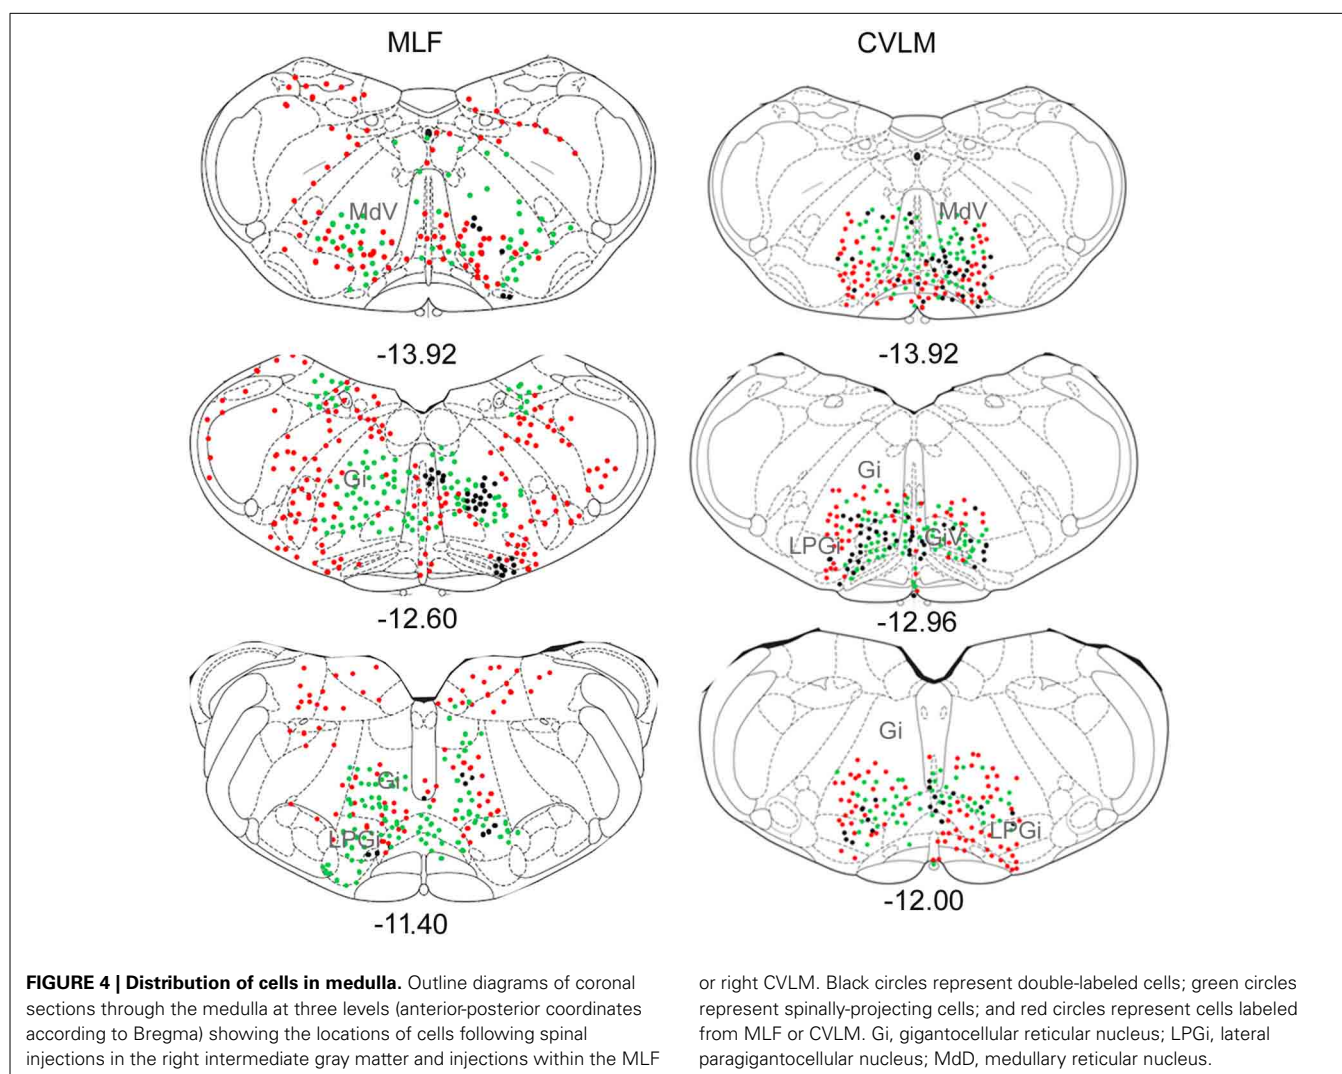 MLF
CVLM
MdV
MdV
-13.92
-13.92
Gi
Gi
LPGi
GiV
-12.60
-12.96
Gi
Gi
LPGi
LPGi
-11.40
-12.00
FIGURE 4 | Distribution of cells in medulla. Outline diagrams of coronal
sections through the medulla at three levels (anterior-posterior coordinates
according to Bregma) showing the locations of cells following spinal
injections in the right intermediate gray matter and injections within the MLF
or right CVLM. Black circles represent double-labeled cells; green circles
represent spinally-projecting cells; and red circles represent cells labeled
from MLF or CVLM. Gi, gigantocellular reticular nucleus; LPGi, lateral
paragigantocellular nucleus; MdD, medullary reticular nucleus.